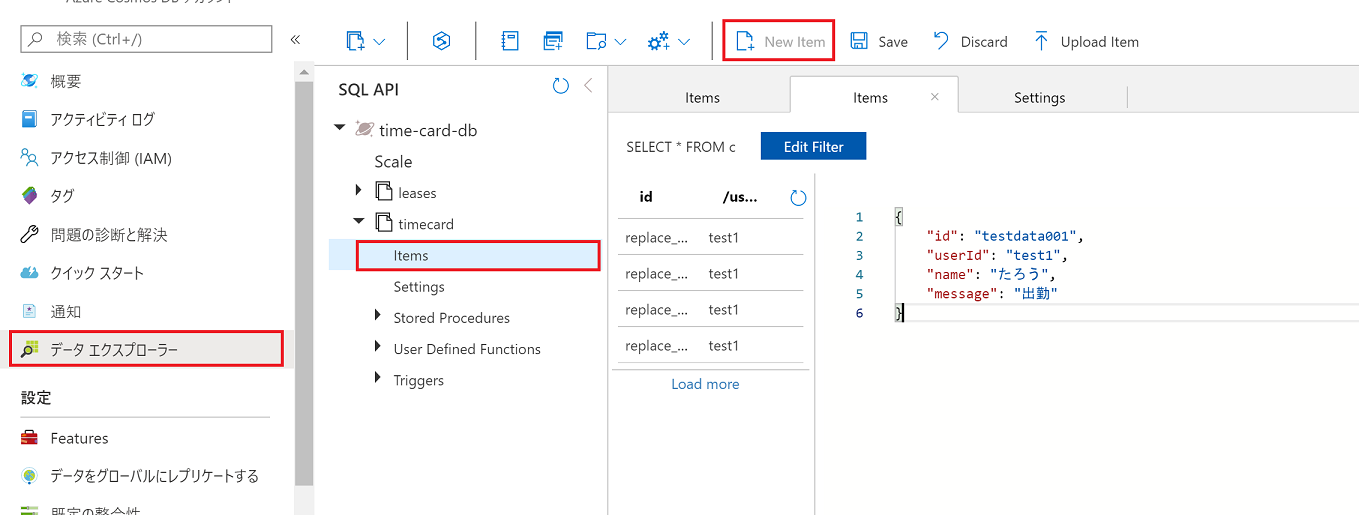 Azure Cosmos DB アカウント
検索 (Ctrl+/)
概要
アクティビティ ログ
アクセス制御 (IAM)
タグ
問題の診断と解決
クイック スタート
通知
データ エクスプローラー
設定
Features
データをグローバルにレプリケートする
既定の整合性
New Item
Save
Discard
Upload Item
SQL API
time-card-db
Scale
leases
timecard
Items
Settings
Stored Procedures
User Defined Functions
Triggers
Items Items Settings
SELECT * FROM c Edit Filter
id /us...
replace_... test1
replace_... test1
replace_... test1
replace_... test1
Load more
1 {
2 "id": "testdata001",
3 "userId": "test1",
4 "name": "たろう",
5 "message": "出勤"
6 }